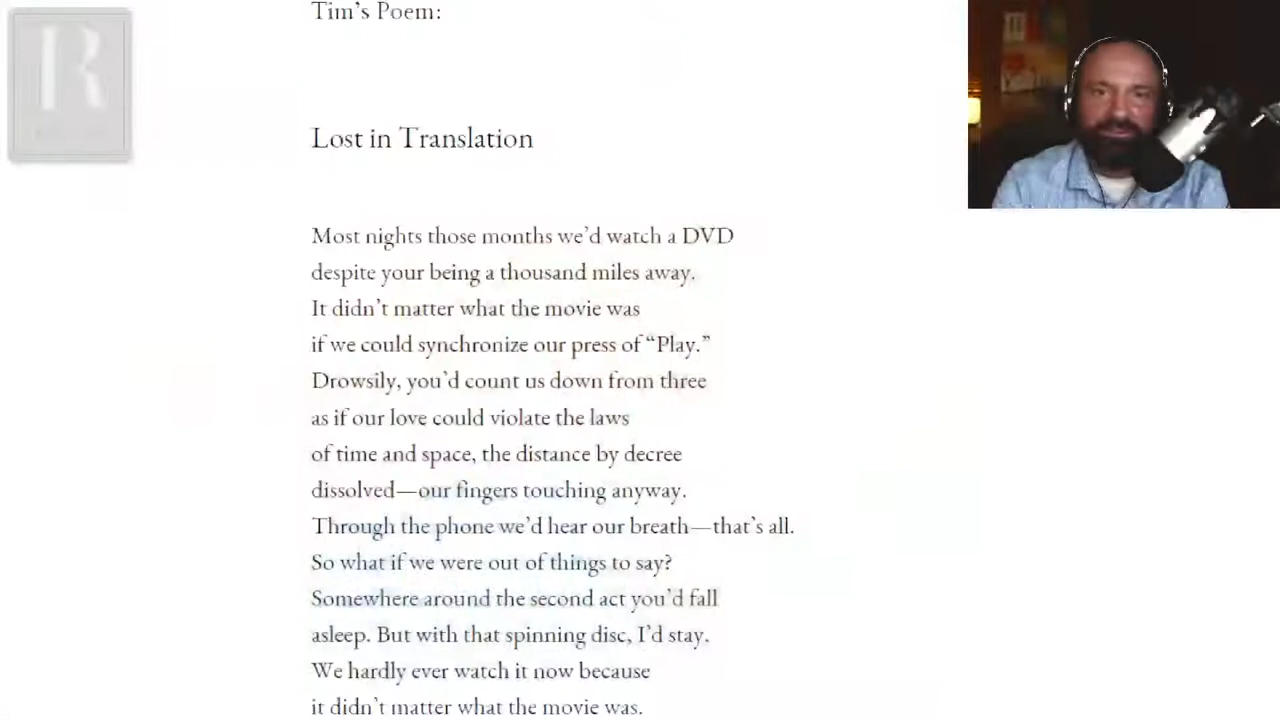 R
Tim's Poem:
Lost in Translation
Most nights those months we'd watch a DVD
despite your being a thousand miles away.
It didn't matter what the movie was
if we could synchronize our press of “Play.”
Drowsily, you'd count us down from three
as if our love could violate the laws
of time and space, the distance by decree
dissolved—our fingers touching anyway.
Through the phone we'd hear our breath—that's all.
So what if we were out of things to say?
Somewhere around the second act you'd fall
asleep. But with that spinning disc, I'd stay.
We hardly ever watch it now because
it didn't matter what the movie was.